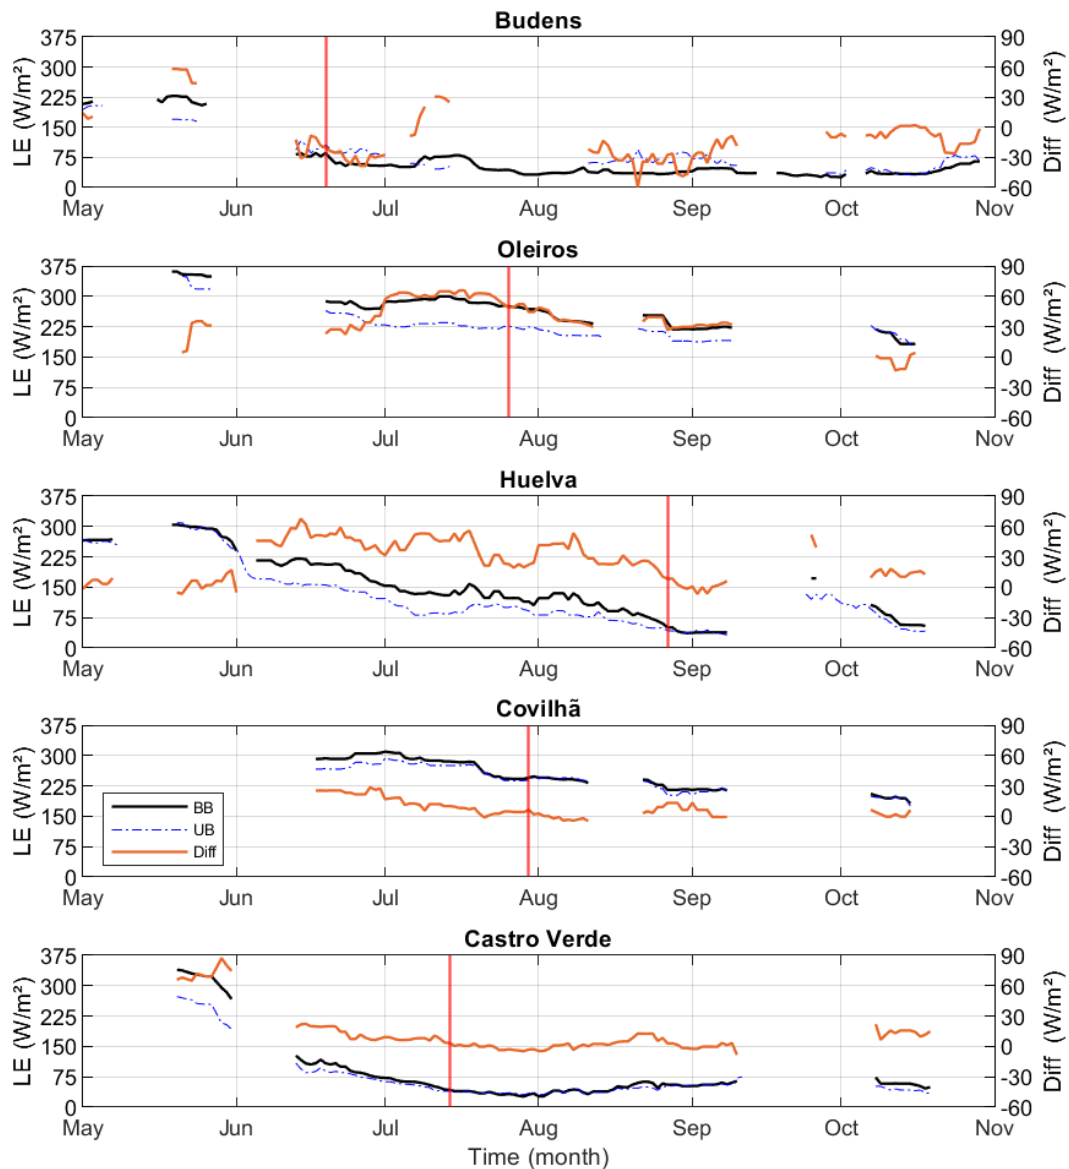 Budens
375
300
225
150
75
0
LE (W/m²)
90
60
30
0
-30
-60
Diff (W/m²)
May Jun Jul Aug Sep Oct Nov
Oleiros
375
300
225
150
75
0
LE (W/m²)
90
60
30
0
-30
-60
Diff (W/m²)
May Jun Jul Aug Sep Oct Nov
Huelva
375
300
225
150
75
0
LE (W/m²)
90
60
30
0
-30
-60
Diff (W/m²)
May Jun Jul Aug Sep Oct Nov
Covilhã
375
300
225
150
75
0
LE (W/m²)
BB
UB
Diff
90
60
30
0
-30
-60
Diff (W/m²)
May Jun Jul Aug Sep Oct Nov
Castro Verde
375
300
225
150
75
0
LE (W/m²)
90
60
30
0
-30
-60
Diff (W/m²)
May Jun Jul Aug Sep Oct Nov
Time (month)